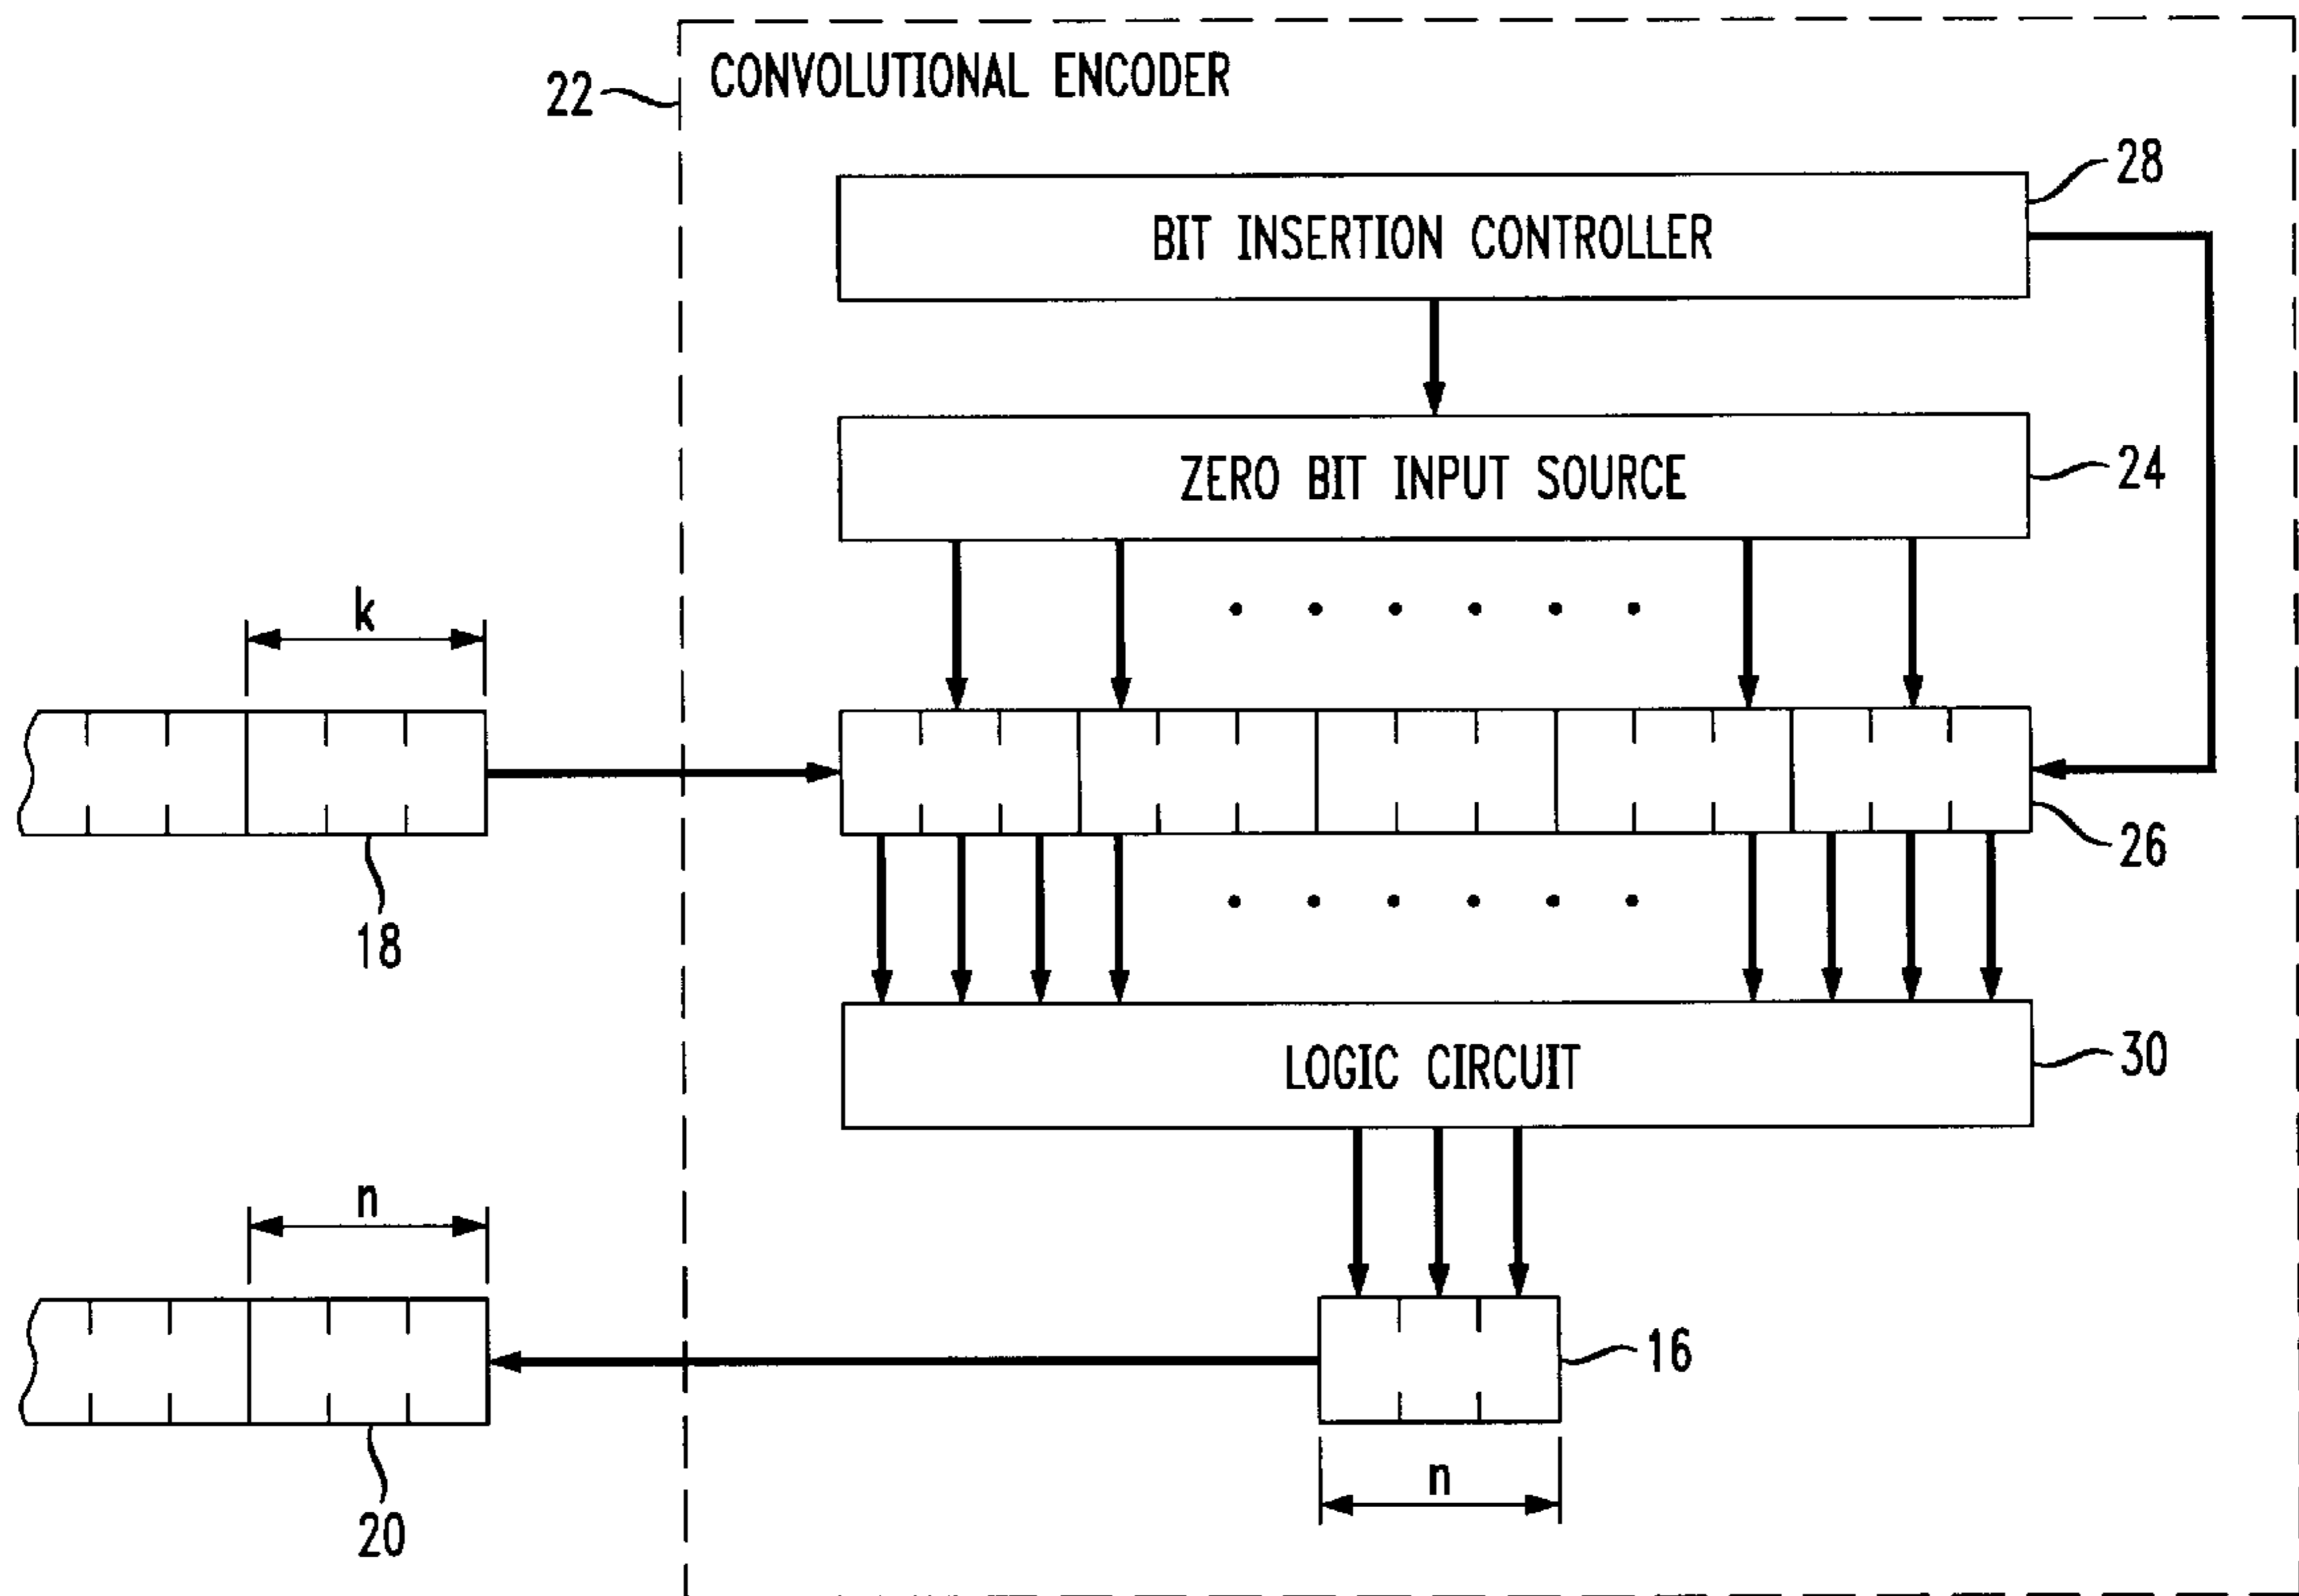 CONVOLUTIONAL ENCODER
22
BIT INSERTION CONTROLLER
28
ZERO BIT INPUT SOURCE
24
k
18
26
LOGIC CIRCUIT
30
n
20
16
n